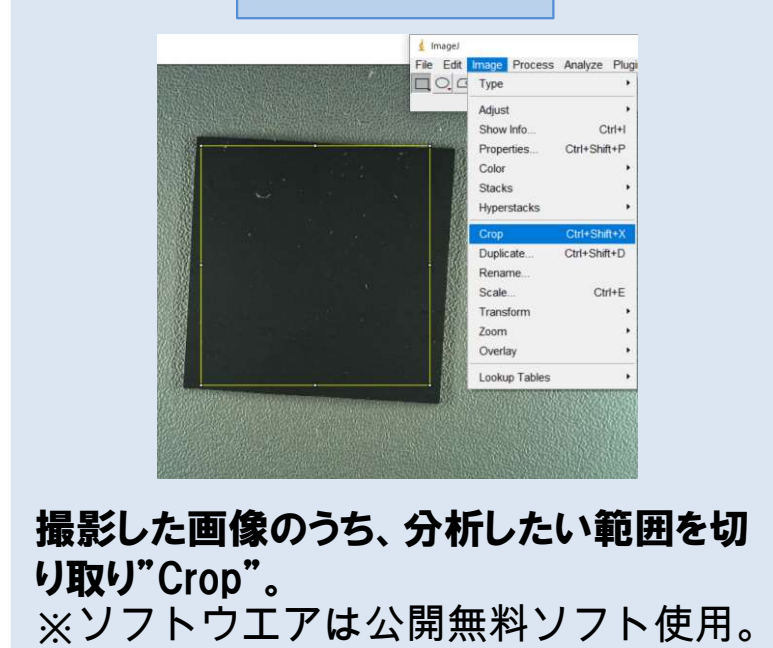 ImageJ
File Edit Image Process Analyze Plugi
Type
Adjust
Show Info... Ctrl+I
Properties... Ctrl+Shift+P
Color
Stacks
Hyperstacks
Crop Ctrl+Shift+X
Duplicate... Ctrl+Shift+D
Rename...
Scale... Ctrl+E
Transform
Zoom
Overlay
Lookup Tables
撮影した画像のうち、分析したい範囲を切
り取り”Crop”。
※ソフトウエアは公開無料ソフト使用。